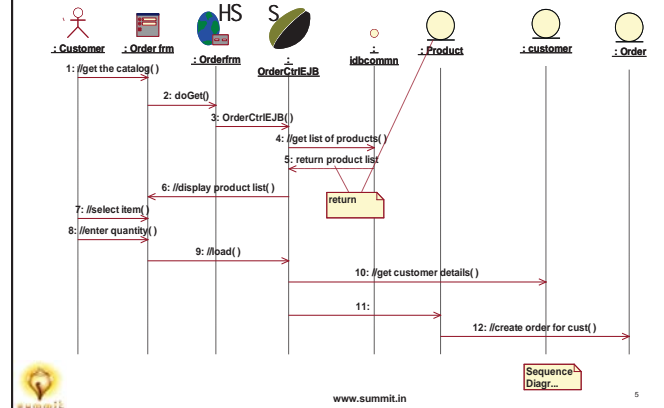 HS
S
: Customer
: Order frm
: Orderfrm
:
OrderCtrlEJB
:
idbcommn
: Product
: customer
: Order
1: //get the catalog( )
2: doGet()
3: OrderCtrlEJB( )
4: //get list of products( )
5: return product list
6: //display product list( )
return
7: //select item( )
8: //enter quantity( )
9: //load( )
10: //get customer details( )
11:
12: //create order for cust( )
Sequence
Diagr...
summit
www.summit.in
5